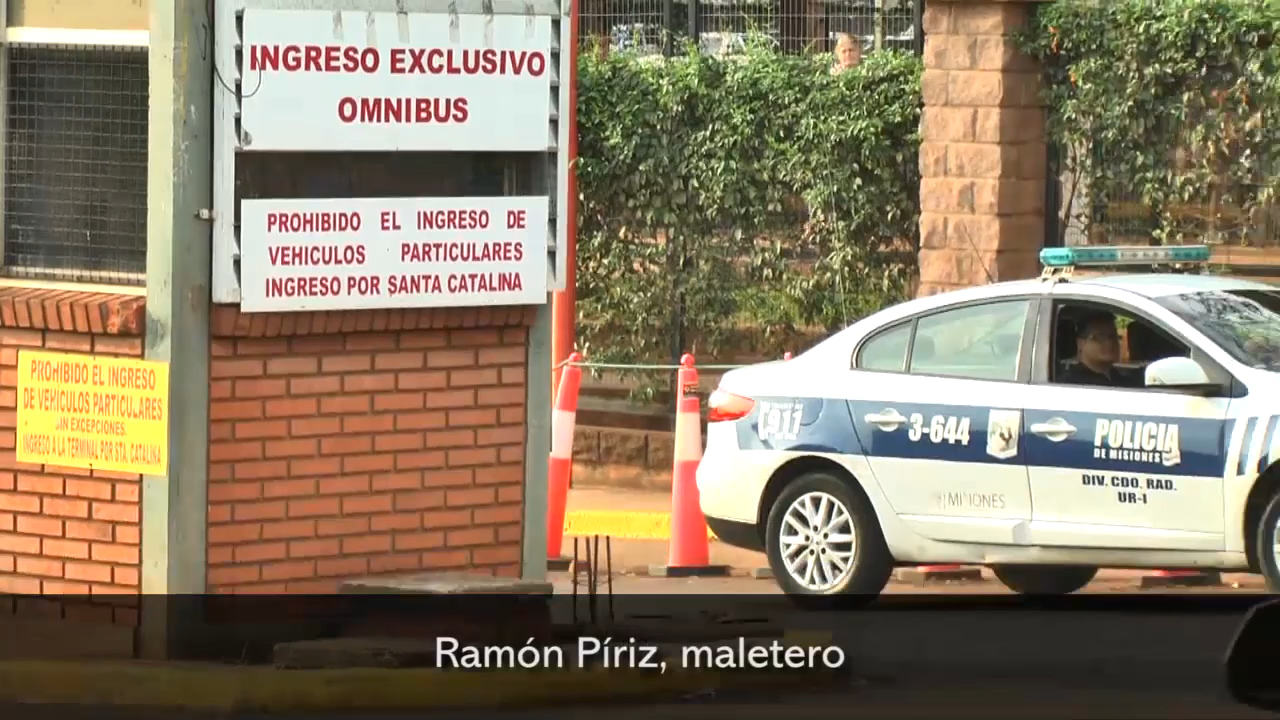 INGRESO EXCLUSIVO
OMNIBUS
PROHIBIDO EL INGRESO DE
VEHICULOS PARTICULARES
INGRESO POR SANTA CATALINA
PROHIBIDO EL INGRESO
DE VEHICULOS PARTICULARES
SIN EXCEPCIONES.
INGRESO A LA TERMINAL POR STA. CATALINA
911
3-644
POLICIA
DE MISIONES
DIV. CDO. RAD.
UR-I
MISIONES
Ramón Píriz, maletero